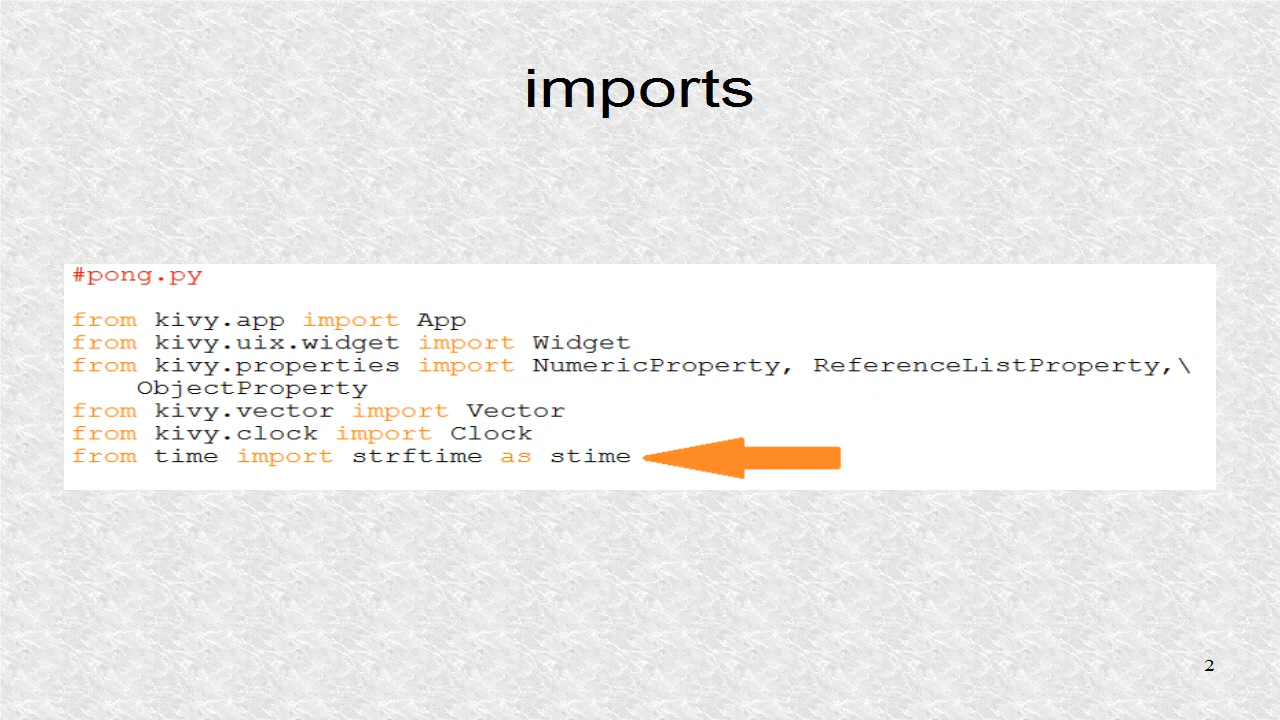 imports
#pong.py
from kivy.app import App
from kivy.uix.widget import Widget
from kivy.properties import NumericProperty, ReferenceListProperty,\
    ObjectProperty
from kivy.vector import Vector
from kivy.clock import Clock
from time import strftime as stime
2